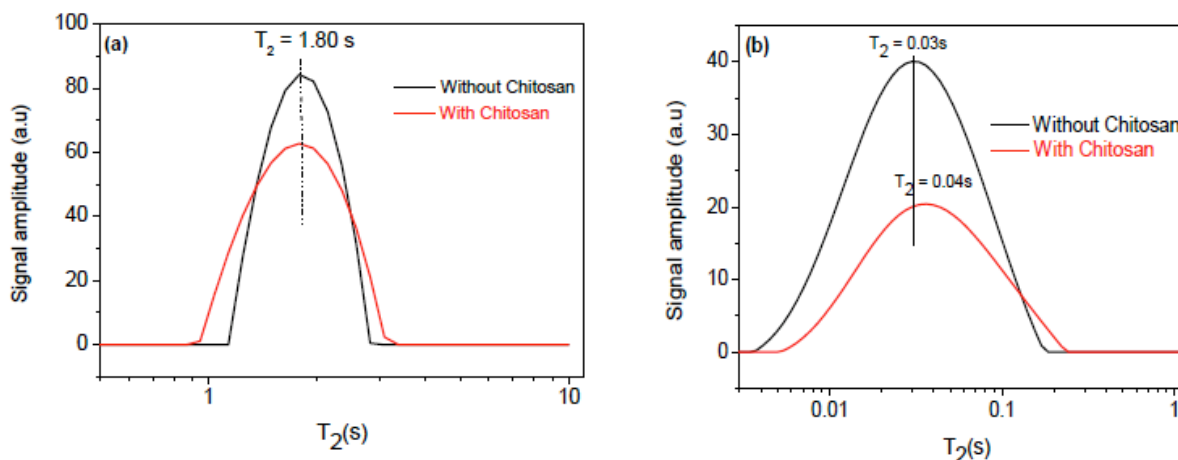 (a)
T2 = 1.80 s
Without Chitosan
With Chitosan
Signal amplitude (a.u)
100
80
60
40
20
0
1
10
T2(s)
(b)
T2 = 0.03s
Without Chitosan
With Chitosan
T2 = 0.04s
Signal amplitude (a.u)
40
30
20
10
0
0.01
0.1
1
T2(s)